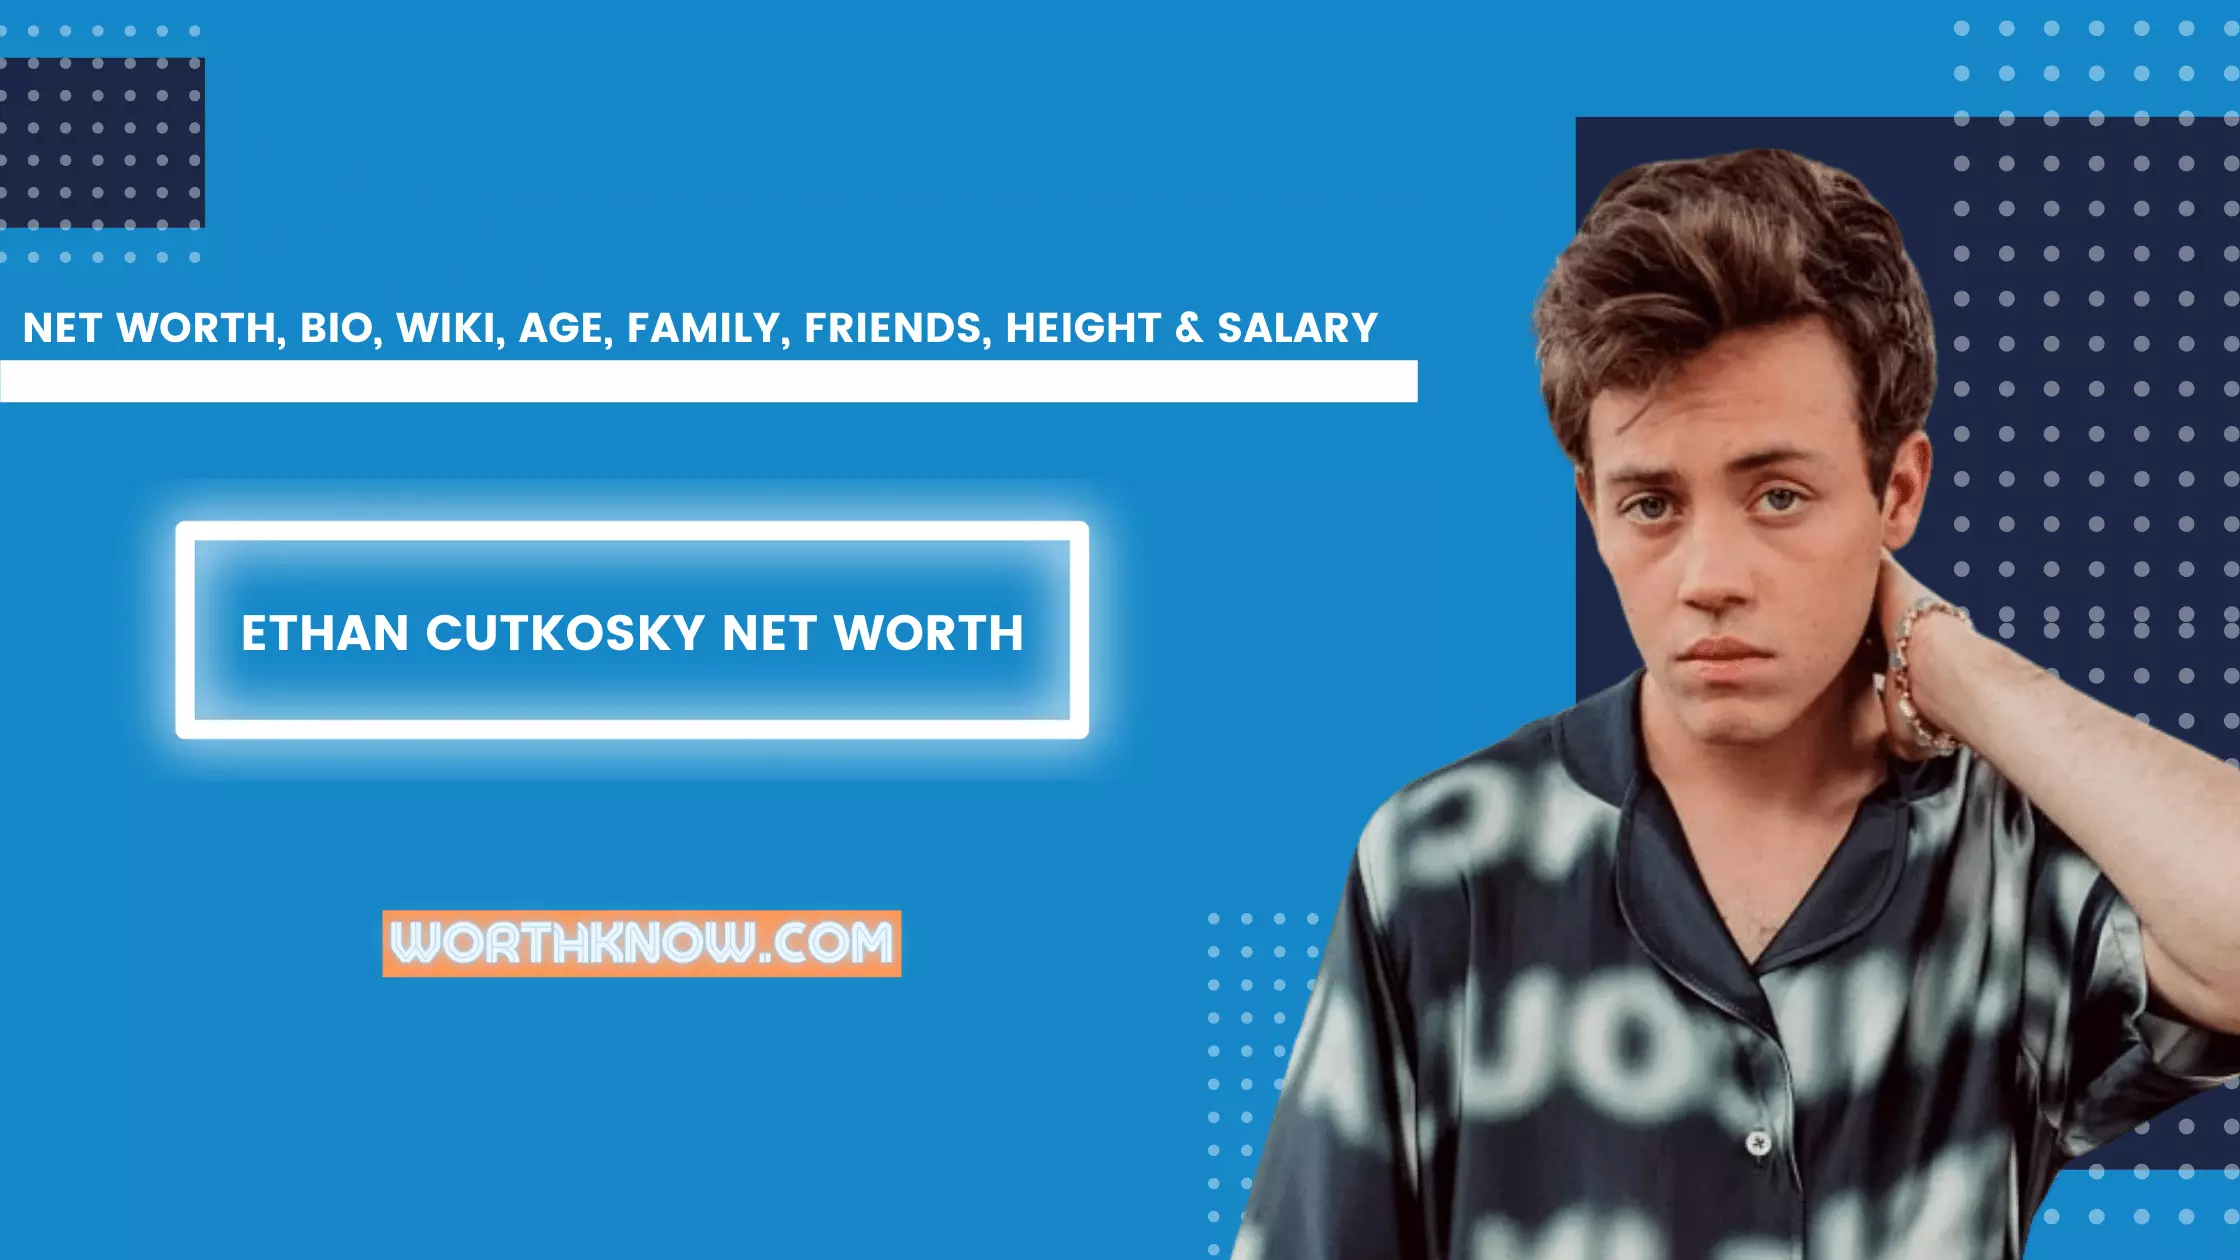 NET WORTH, BIO, WIKI, AGE, FAMILY, FRIENDS, HEIGHT & SALARY
ETHAN CUTKOSKY NET WORTH
WORTHKNOW.COM